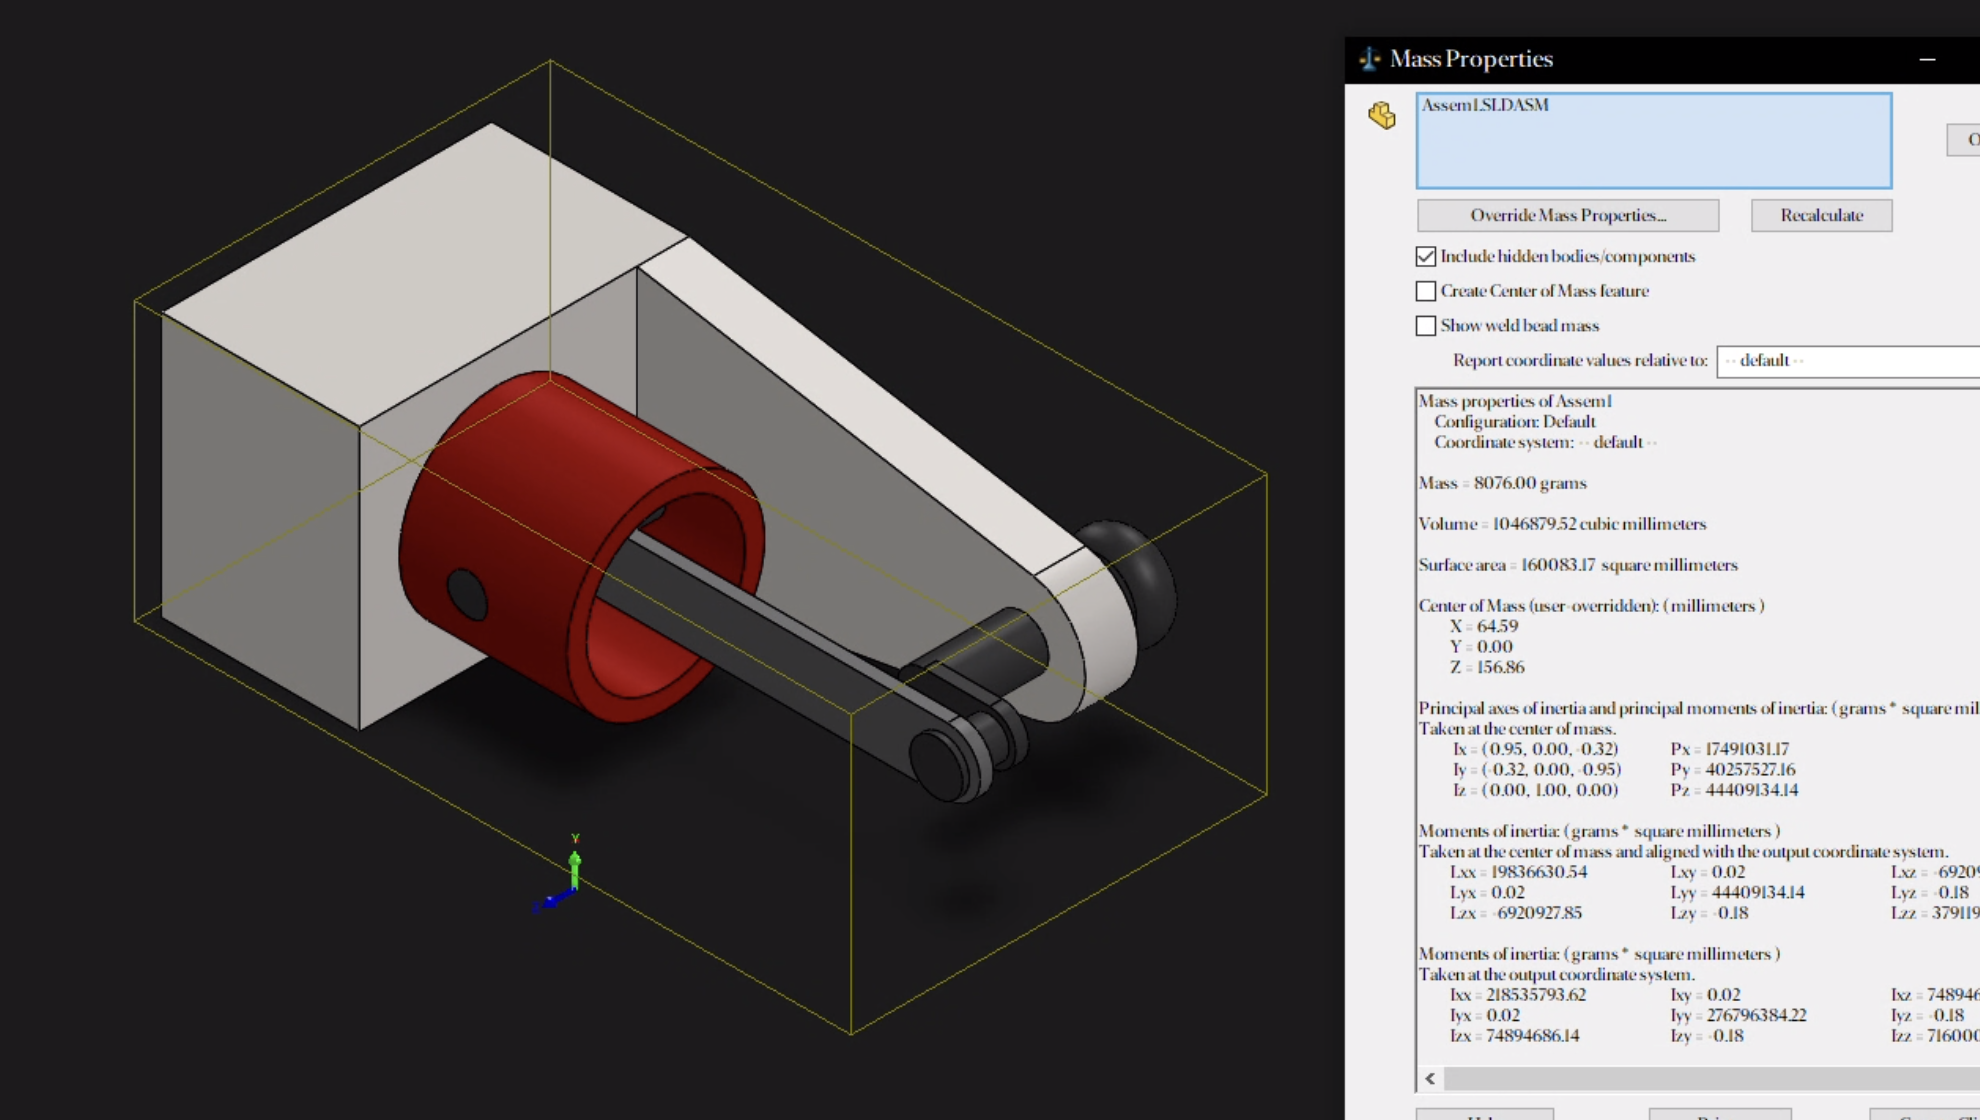 Mass Properties
Assem1.SLDASM
Override Mass Properties...
Recalculate
Include hidden bodies/components
Create Center of Mass feature
Show weld bead mass
Report coordinate values relative to: -- default --
Mass properties of Assem1
Configuration: Default
Coordinate system: -- default --
Mass = 8076.00 grams
Volume = 1046879.52 cubic millimeters
Surface area = 160083.17 square millimeters
Center of Mass (user-overridden): ( millimeters )
X = 64.59
Y = 0.00
Z = 156.86
Principal axes of inertia and principal moments of inertia: ( grams * square mil
Taken at the center of mass.
Ix = ( 0.95, 0.00, -0.32) Px = 17491031.17
Iy = (-0.32, 0.00, -0.95) Py = 40257527.16
Iz = ( 0.00, 1.00, 0.00) Pz = 44409134.14
Moments of inertia: ( grams * square millimeters )
Taken at the center of mass and aligned with the output coordinate system.
Lxx = 19836630.54 Lxy = 0.02 Lxz = -6920
Lyx = 0.02 Lyy = 44409134.14 Lyz = -0.18
Lzx = -6920927.85 Lzy = -0.18 Lzz = 379119
Moments of inertia: ( grams * square millimeters )
Taken at the output coordinate system.
Ixx = 218535793.62 Ixy = 0.02 Ixz = 748946
Iyx = 0.02 Iyy = 276796384.22 Iyz = -0.18
Izx = 74894686.14 Izy = -0.18 Izz = 716000
Y